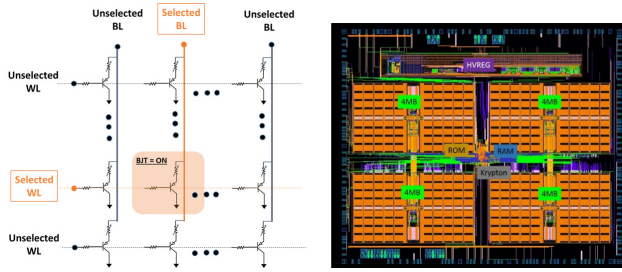 Unselected
BL
Selected
BL
Unselected
BL
Unselected
WL
BJT = ON
Selected
WL
Unselected
WL
HVREG
4MB
4MB
ROM
RAM
Krypton
4MB
4MB